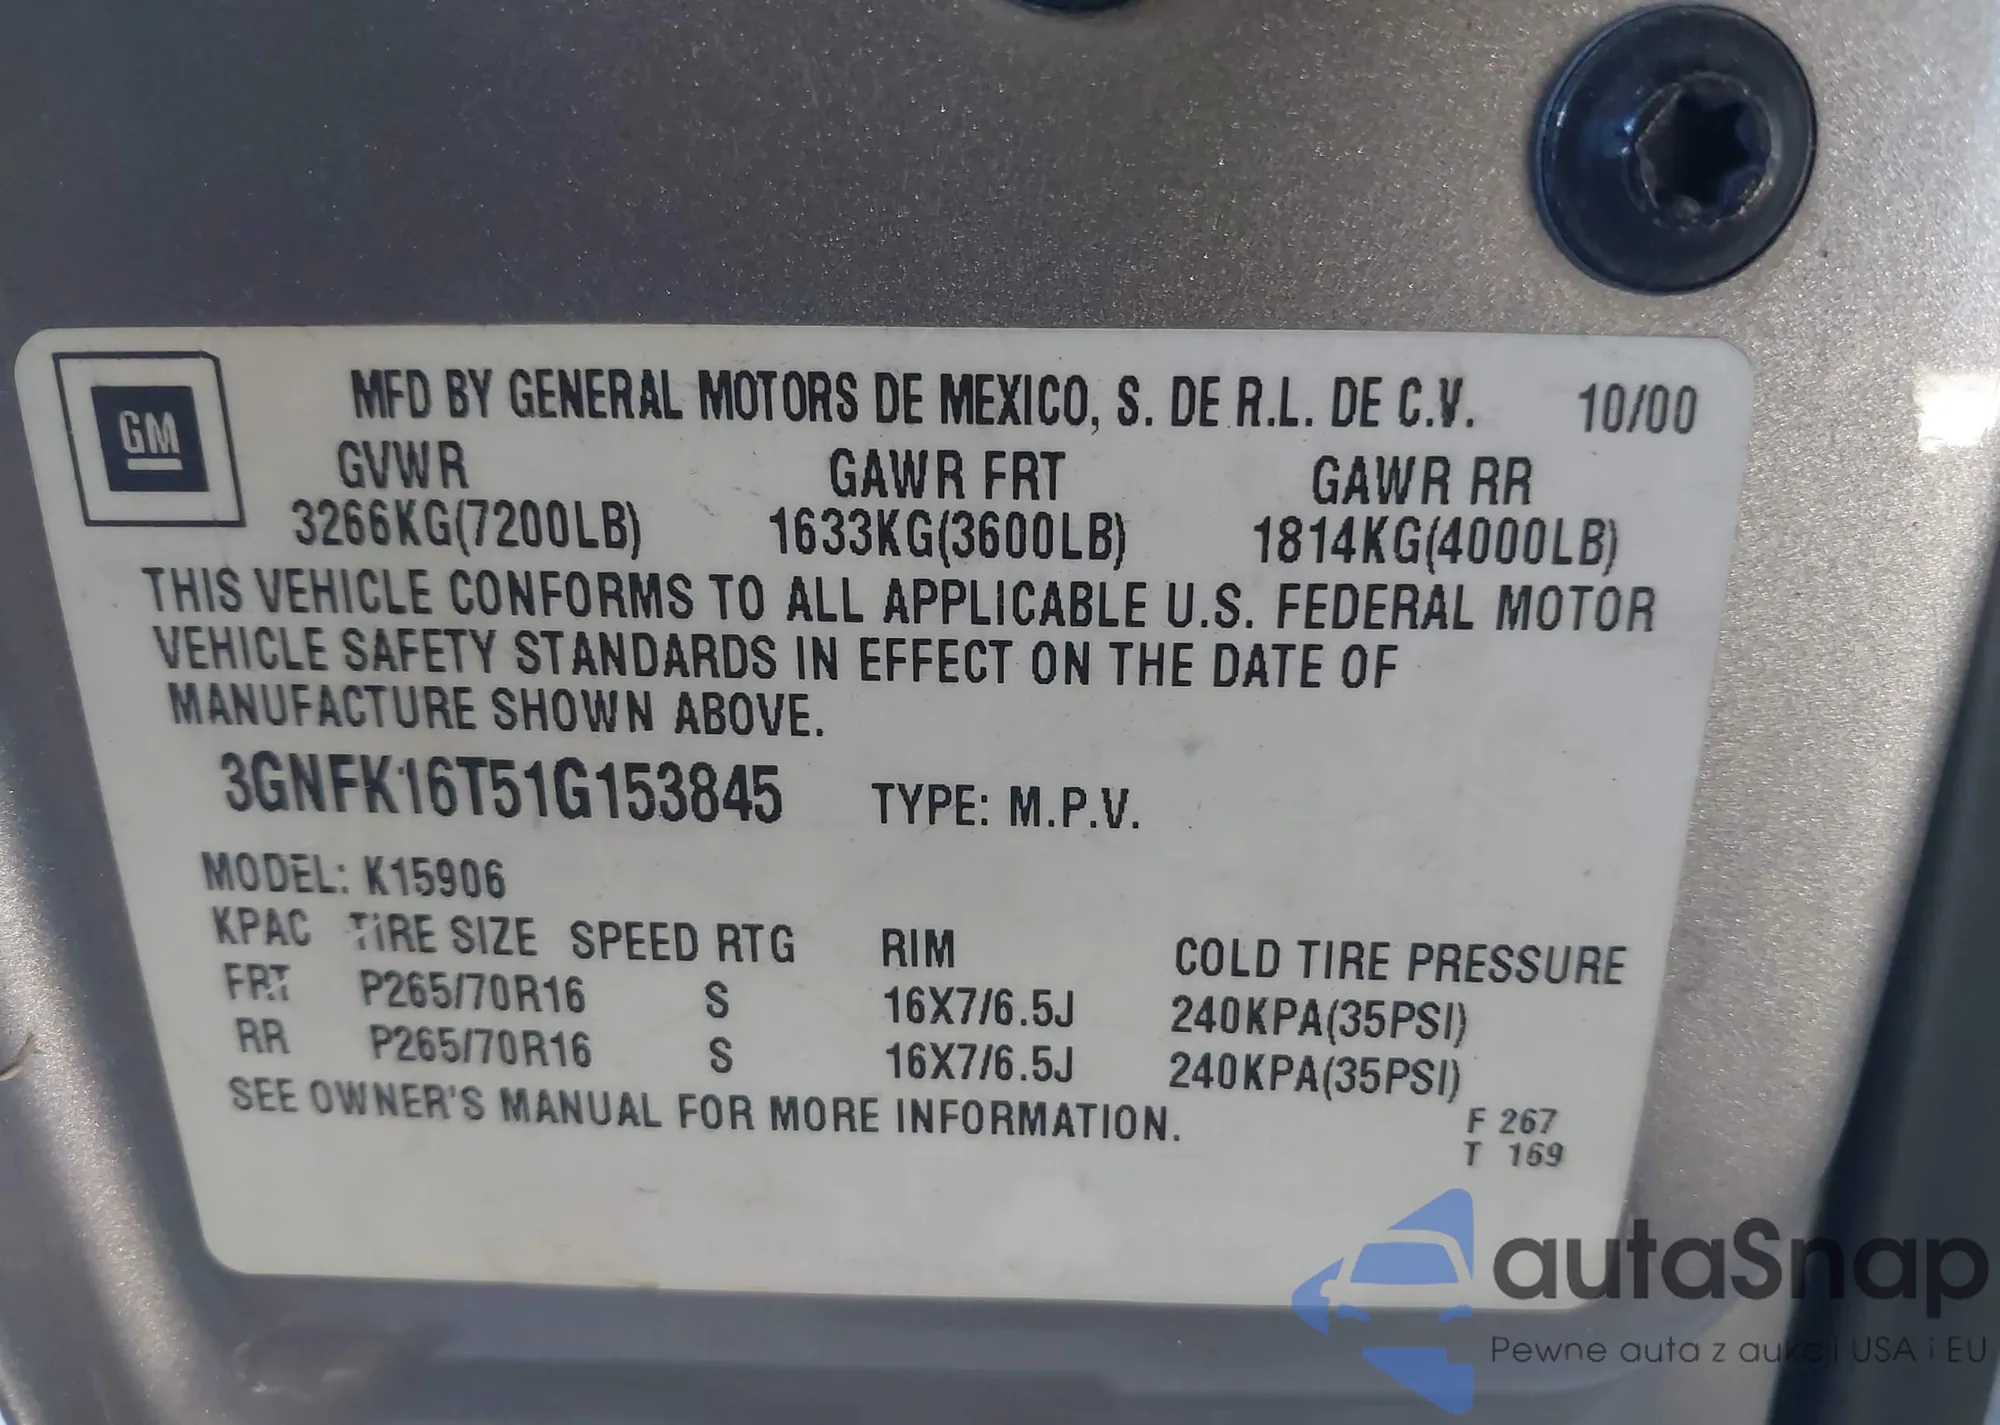 GM
MFD BY GENERAL MOTORS DE MEXICO, S. DE R.L. DE C.V. 10/00
GVWR GAWR FRT GAWR RR
3266KG(7200LB) 1633KG(3600LB) 1814KG(4000LB)
THIS VEHICLE CONFORMS TO ALL APPLICABLE U.S. FEDERAL MOTOR
VEHICLE SAFETY STANDARDS IN EFFECT ON THE DATE OF
MANUFACTURE SHOWN ABOVE.
3GNFK16T51G153845 TYPE: M.P.V.
MODEL: K15906
KPAC TIRE SIZE SPEED RTG RIM COLD TIRE PRESSURE
FRT P265/70R16 S 16X7/6.5J 240KPA(35PSI)
RR P265/70R16 S 16X7/6.5J 240KPA(35PSI)
SEE OWNER'S MANUAL FOR MORE INFORMATION.
F 267
T 169
autaSnap
Pewne auta z aukcji USA i EU